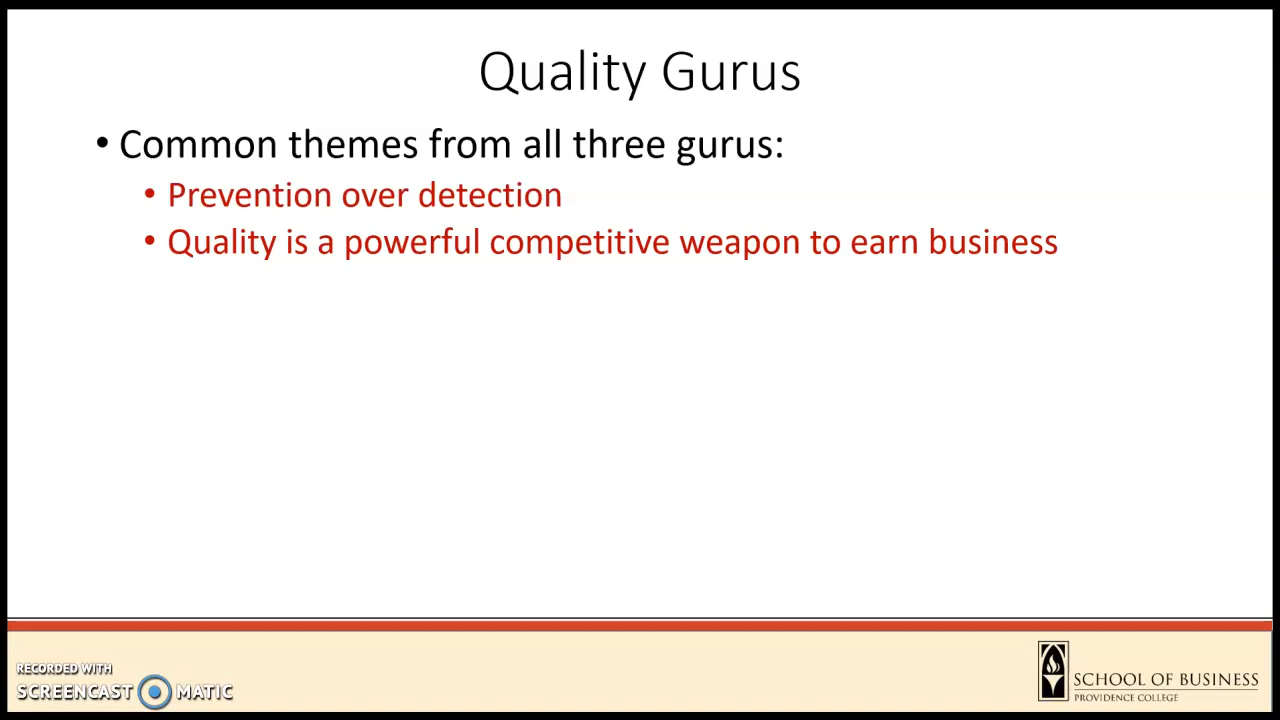 Quality Gurus
• Common themes from all three gurus:
• Prevention over detection
• Quality is a powerful competitive weapon to earn business
RECORDED WITH
SCREENCAST MATIC
SCHOOL OF BUSINESS
PROVIDENCE COLLEGE